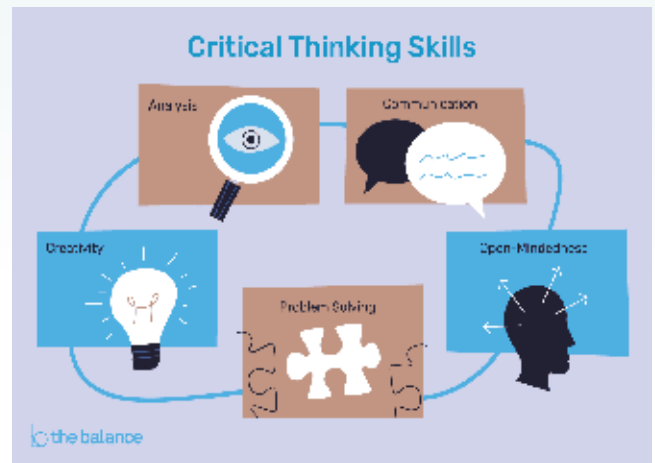 Critical Thinking Skills
Analysis
Communication
Creativity
Open-Mindedness
Problem Solving
the balance